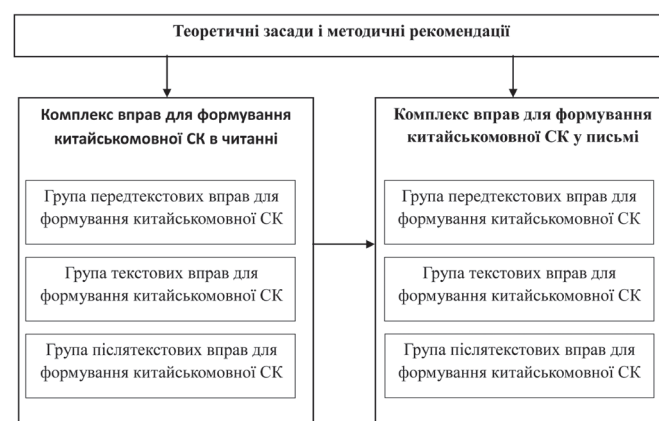 Теоретичні засади і методичні рекомендації
Комплекс вправ для формування
китайськомовної СК в читанні
Група передтекстових вправ для
формування китайськомовної СК
Група текстових вправ для
формування китайськомовної СК
Група післятекстових вправ для
формування китайськомовної СК
Комплекс вправ для формування
китайськомовної СК у письмі
Група передтекстових вправ для
формування китайськомовної СК
Група текстових вправ для
формування китайськомовної СК
Група післятекстових вправ для
формування китайськомовної СК